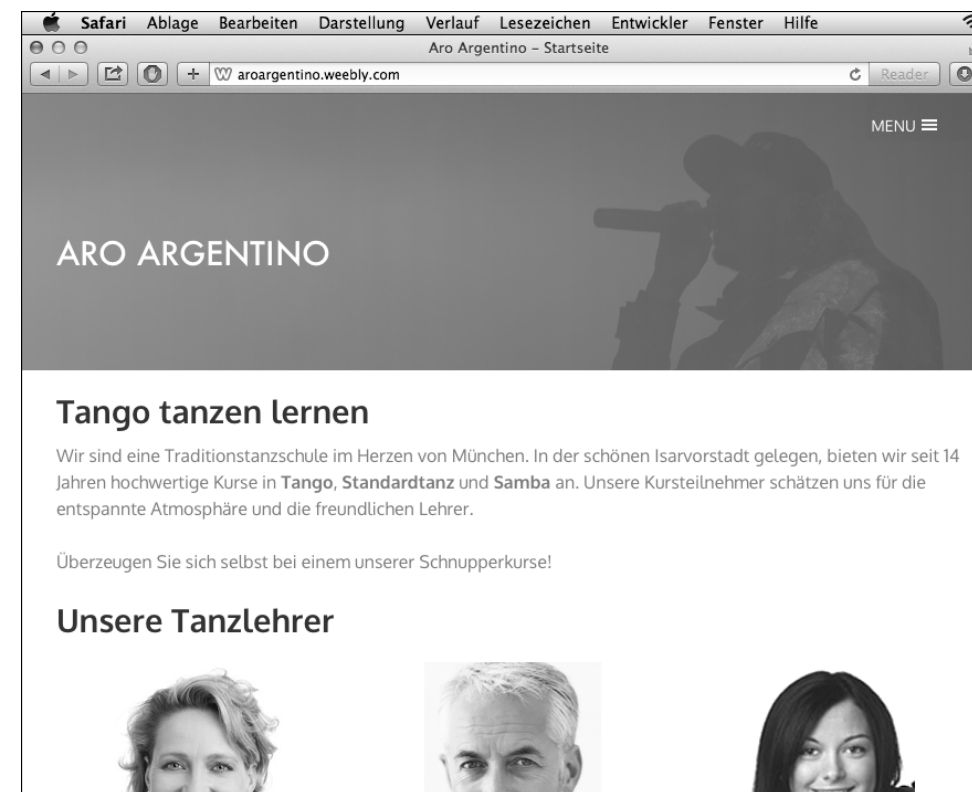 Safari Ablage Bearbeiten Darstellung Verlauf Lesezeichen Entwickler Fenster Hilfe
Aro Argentino – Startseite
aroargentino.weebly.com Reader
MENU
ARO ARGENTINO
Tango tanzen lernen
Wir sind eine Traditionstanzschule im Herzen von München. In der schönen Isarvorstadt gelegen, bieten wir seit 14
Jahren hochwertige Kurse in Tango, Standardtanz und Samba an. Unsere Kursteilnehmer schätzen uns für die
entspannte Atmosphäre und die freundlichen Lehrer.
Überzeugen Sie sich selbst bei einem unserer Schnupperkurse!
Unsere Tanzlehrer